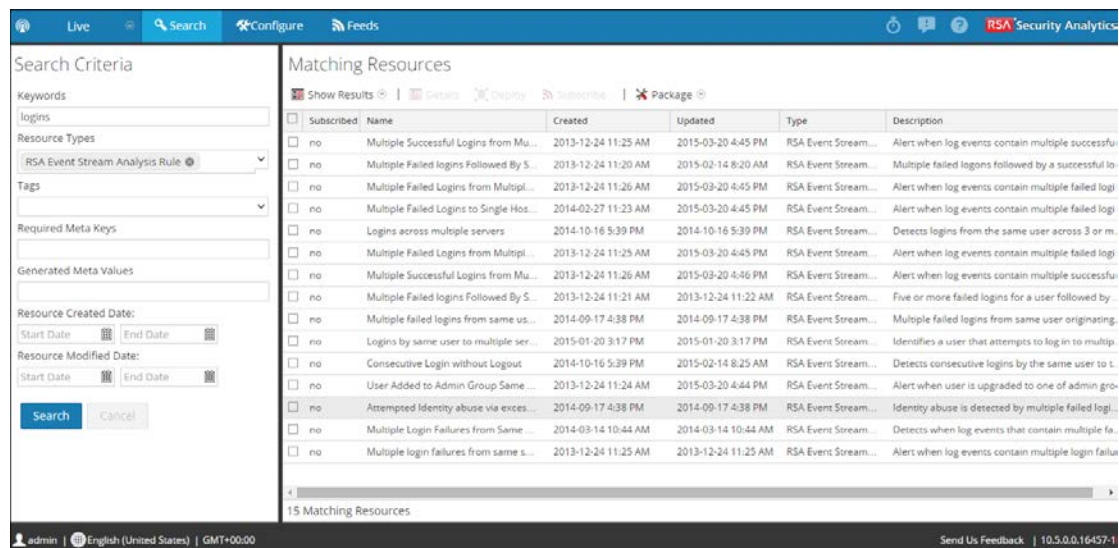 Live Search Configure Feeds RSA Security Analytics
Search Criteria
Keywords
logins
Resource Types
RSA Event Stream Analysis Rule
Tags
Required Meta Keys
Generated Meta Values
Resource Created Date:
Start Date End Date
Resource Modified Date:
Start Date End Date
Search Cancel
Matching Resources
Show Results | Details Deploy Subscribe | Package
Subscribed Name Created Updated Type Description
no Multiple Successful Logins from Mu... 2013-12-24 11:25 AM 2015-03-20 4:45 PM RSA Event Stream... Alert when log events contain multiple successfu
no Multiple Failed logins Followed By S... 2013-12-24 11:20 AM 2015-02-14 8:20 AM RSA Event Stream... Multiple failed logons followed by a successful lo
no Multiple Failed Logins from Multipl... 2013-12-24 11:26 AM 2015-03-20 4:45 PM RSA Event Stream... Alert when log events contain multiple failed logi
no Multiple Failed Logins to Single Hos... 2014-02-27 11:23 AM 2015-03-20 4:45 PM RSA Event Stream... Alert when log events contain multiple failed logi
no Logins across multiple servers 2014-10-16 5:39 PM 2014-10-16 5:39 PM RSA Event Stream... Detects logins from the same user across 3 or m...
no Multiple Failed Logins from Multipl... 2013-12-24 11:25 AM 2015-03-20 4:45 PM RSA Event Stream... Alert when log events contain multiple failed logi
no Multiple Successful Logins from Mu... 2013-12-24 11:26 AM 2015-03-20 4:46 PM RSA Event Stream... Alert when log events contain multiple successfu
no Multiple Failed logins Followed By S... 2013-12-24 11:21 AM 2013-12-24 11:22 AM RSA Event Stream... Five or more failed logins for a user followed by ...
no Multiple failed logins from same us... 2014-09-17 4:38 PM 2014-09-17 4:38 PM RSA Event Stream... Multiple failed logins from same user originating...
no Logins by same user to multiple ser... 2015-01-20 3:17 PM 2015-01-20 3:17 PM RSA Event Stream... Identifies a user that attempts to log in to multip...
no Consecutive Login without Logout 2014-10-16 5:39 PM 2015-02-14 8:25 AM RSA Event Stream... Detects consecutive logins by the same user to t...
no User Added to Admin Group Same ... 2013-12-24 11:24 AM 2015-03-20 4:44 PM RSA Event Stream... Alert when user is upgraded to one of admin gro
no Attempted Identity abuse via exces... 2014-09-17 4:38 PM 2014-09-17 4:38 PM RSA Event Stream... Identity abuse is detected by multiple failed logi...
no Multiple Login Failures from Same ... 2014-03-14 10:44 AM 2014-03-14 10:44 AM RSA Event Stream... Detects when log events that contain multiple fa...
no Multiple login failures from same s... 2013-12-24 11:25 AM 2013-12-24 11:25 AM RSA Event Stream... Alert when log events contain multiple login failu
15 Matching Resources
admin | English (United States) | GMT+00:00 Send Us Feedback | 10.5.0.0.16457-1